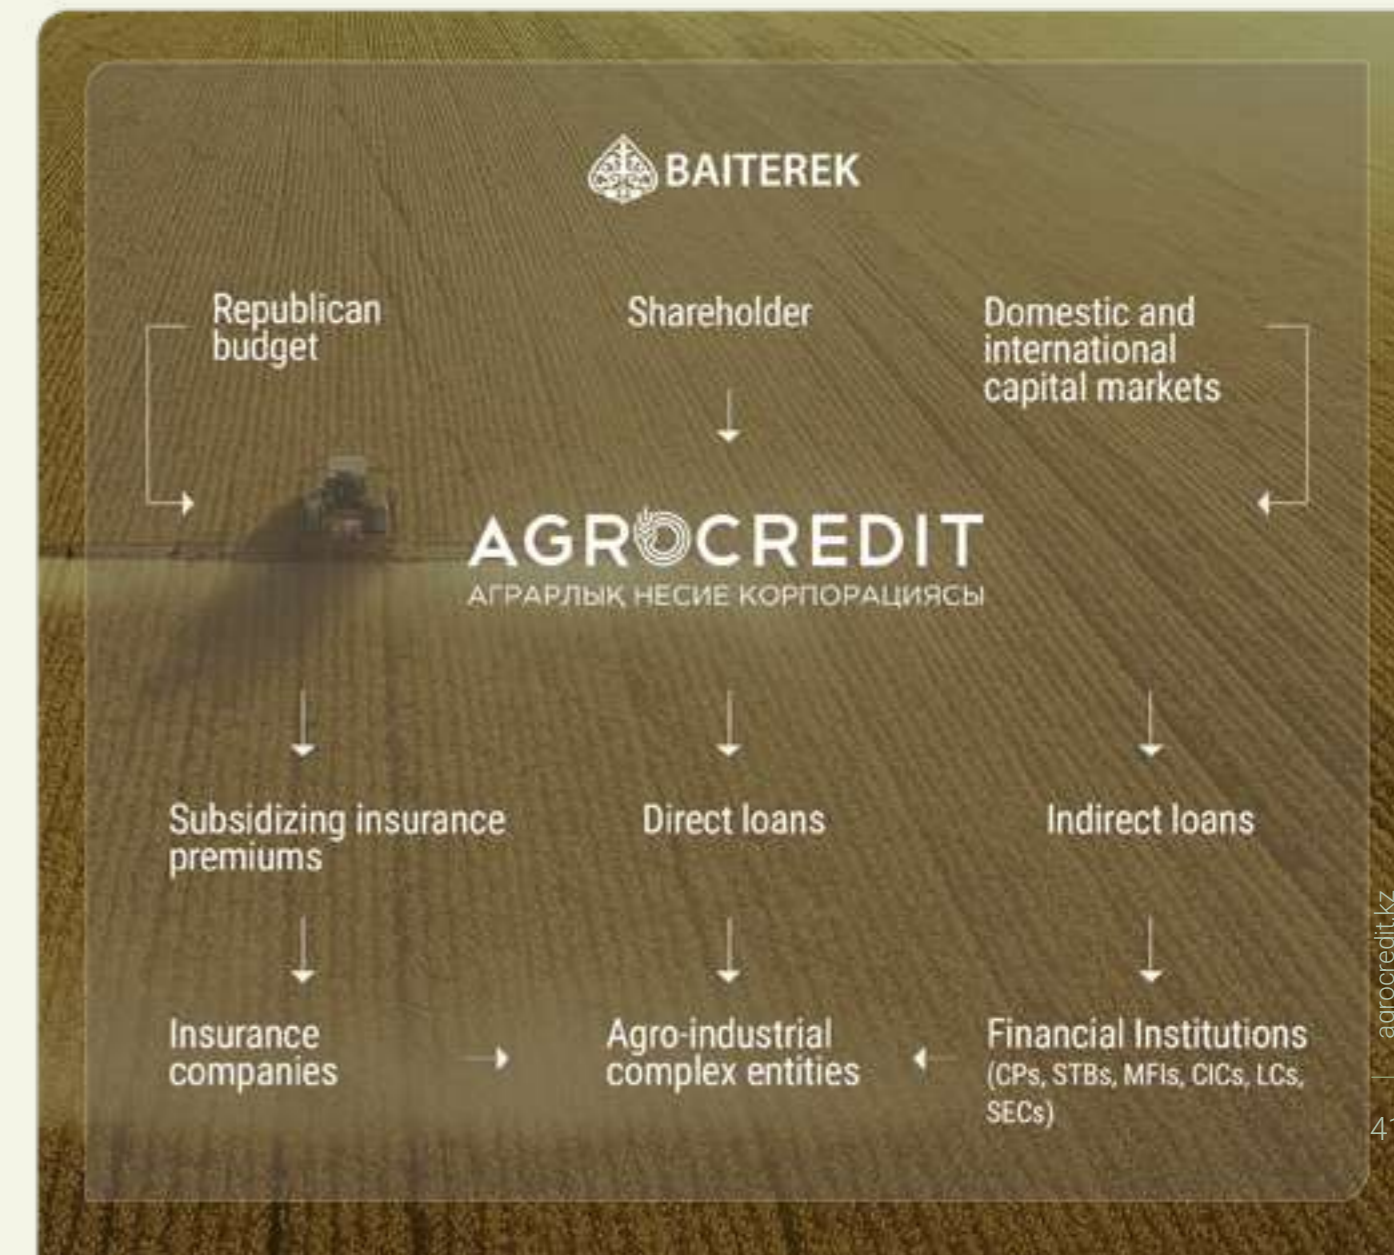 BAITEREK
Republican
budget
Shareholder
Domestic and
international
capital markets
AGROCREDIT
АГРАРЛЫҚ НЕСИЕ КОРПОРАЦИЯСЫ
Subsidizing insurance
premiums
Direct loans
Indirect loans
Insurance
companies
Agro-industrial
complex entities
Financial Institutions
(CPs, STBs, MFIs, CICs, LCs,
SECs)
agrocredit.kz
41